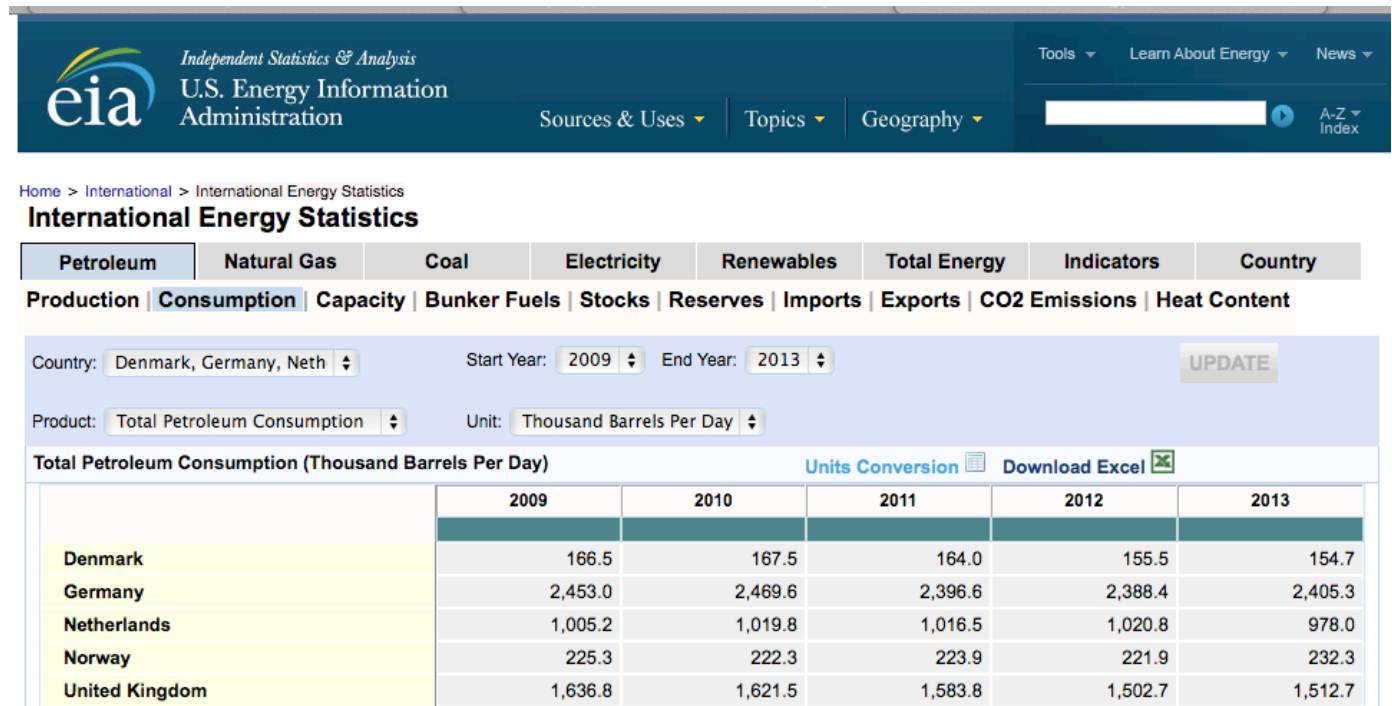 Independent Statistics & Analysis
U.S. Energy Information
Administration
eia
Sources & Uses
Topics
Geography
Tools
Learn About Energy
News
A-Z
Index
Home > International > International Energy Statistics
International Energy Statistics
Petroleum Natural Gas Coal Electricity Renewables Total Energy Indicators Country
Production | Consumption | Capacity | Bunker Fuels | Stocks | Reserves | Imports | Exports | CO2 Emissions | Heat Content
Country: Denmark, Germany, Neth Start Year: 2009 End Year: 2013 UPDATE
Product: Total Petroleum Consumption Unit: Thousand Barrels Per Day
Total Petroleum Consumption (Thousand Barrels Per Day) Units Conversion Download Excel
2009 2010 2011 2012 2013
Denmark 166.5 167.5 164.0 155.5 154.7
Germany 2,453.0 2,469.6 2,396.6 2,388.4 2,405.3
Netherlands 1,005.2 1,019.8 1,016.5 1,020.8 978.0
Norway 225.3 222.3 223.9 221.9 232.3
United Kingdom 1,636.8 1,621.5 1,583.8 1,502.7 1,512.7